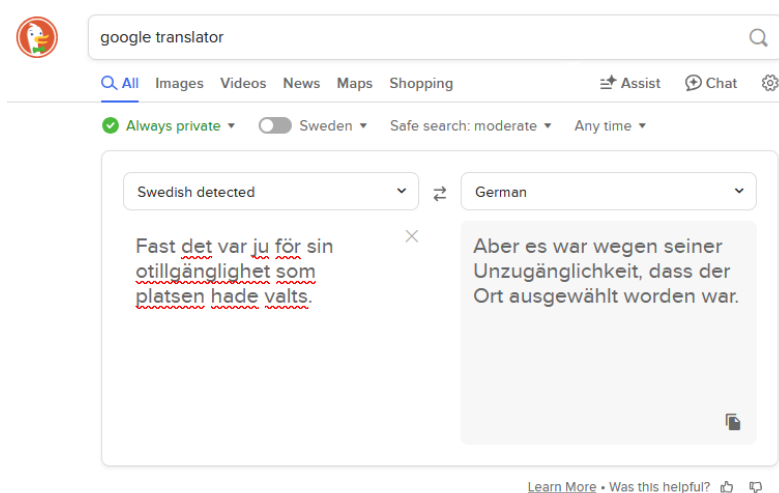 google translator
All Images Videos News Maps Shopping Assist Chat
Always private Sweden Safe search: moderate Any time
Swedish detected
German
Fast det var ju för sin
otillgänglighet som
platsen hade valts.
Aber es war wegen seiner
Unzugänglichkeit, dass der
Ort ausgewählt worden war.
Learn More • Was this helpful?